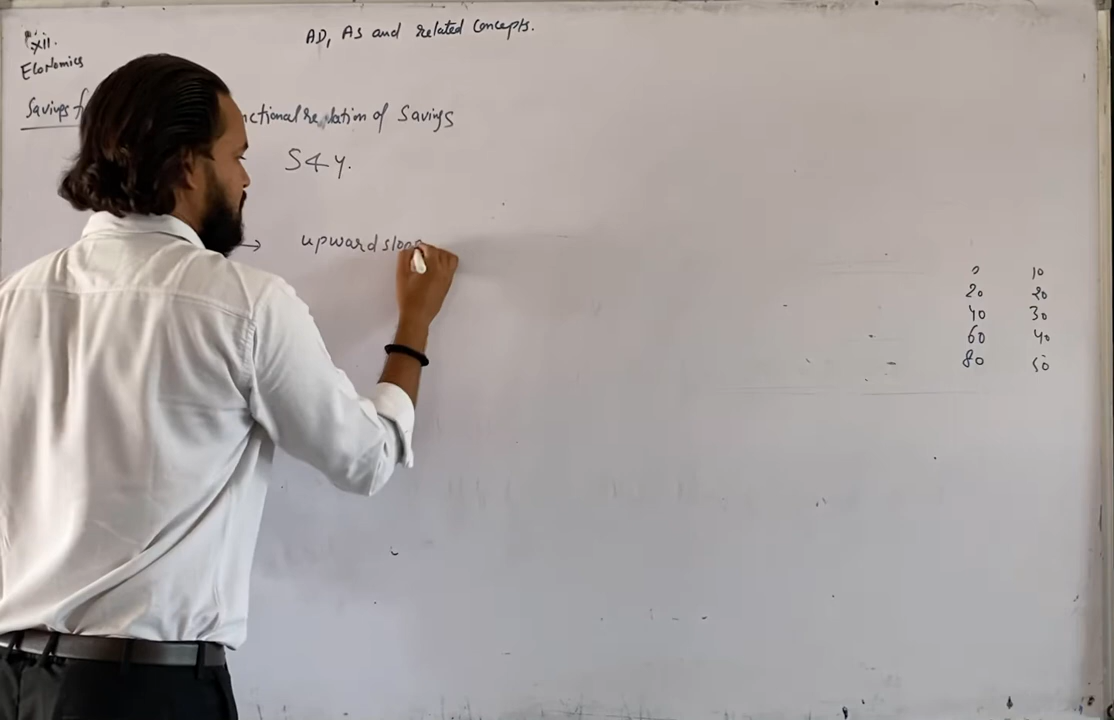 xii.
Economics
AD, AS and related Concepts.
Savings f
nctional relation of Savings
S & Y.
→ upward slope
0 10
20 20
40 30
60 40
80 50